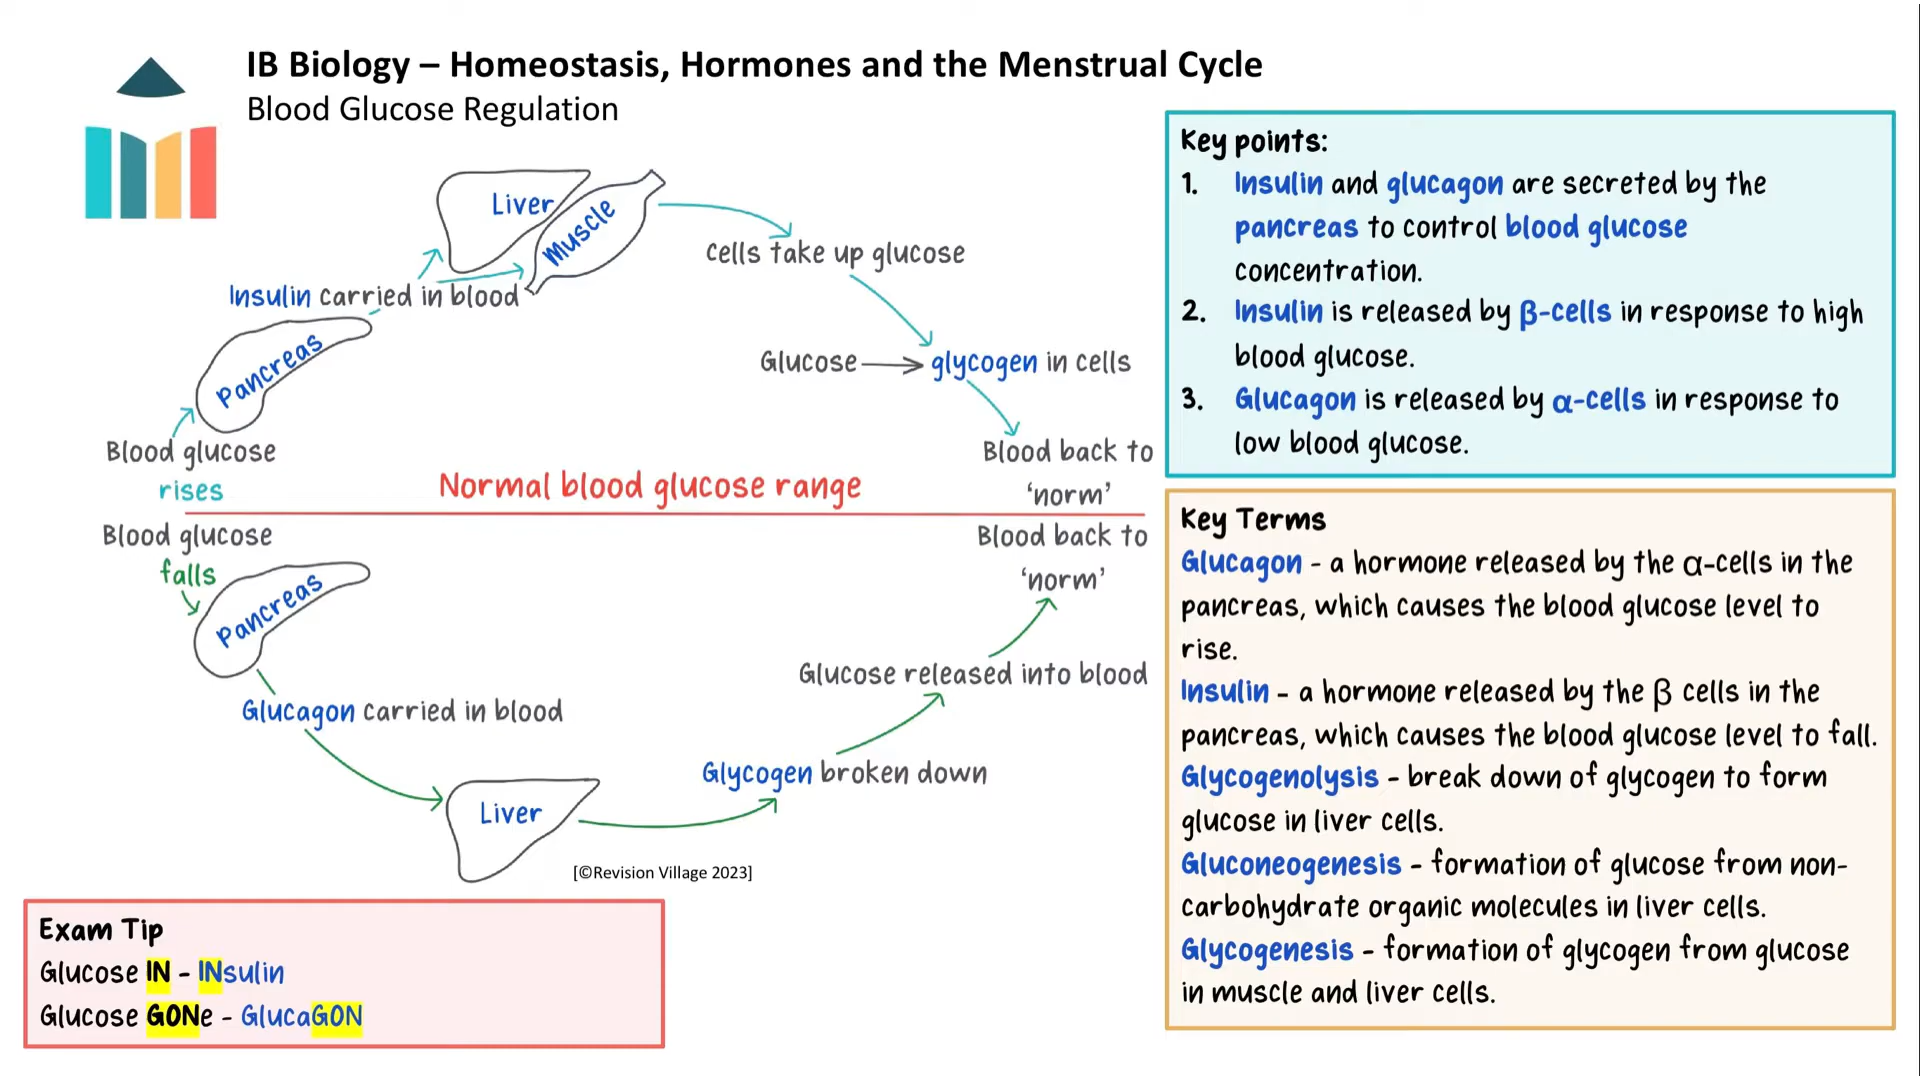 IB Biology – Homeostasis, Hormones and the Menstrual Cycle
Blood Glucose Regulation
Liver
Muscle
cells take up glucose
Insulin carried in blood
Pancreas
Glucose
glycogen in cells
Blood glucose
rises
Normal blood glucose range
Blood back to
‘norm’
Blood glucose
falls
Pancreas
Blood back to
‘norm’
Glucose released into blood
Glucagon carried in blood
Glycogen broken down
Liver
[©Revision Village 2023]
Exam Tip
Glucose IN - INsulin
Glucose GONe - GlucaGON
Key points:
1. Insulin and glucagon are secreted by the
pancreas to control blood glucose
concentration.
2. Insulin is released by β-cells in response to high
blood glucose.
3. Glucagon is released by α-cells in response to
low blood glucose.
Key Terms
Glucagon - a hormone released by the α-cells in the
pancreas, which causes the blood glucose level to
rise.
Insulin - a hormone released by the β cells in the
pancreas, which causes the blood glucose level to fall.
Glycogenolysis - break down of glycogen to form
glucose in liver cells.
Gluconeogenesis - formation of glucose from non-
carbohydrate organic molecules in liver cells.
Glycogenesis - formation of glycogen from glucose
in muscle and liver cells.